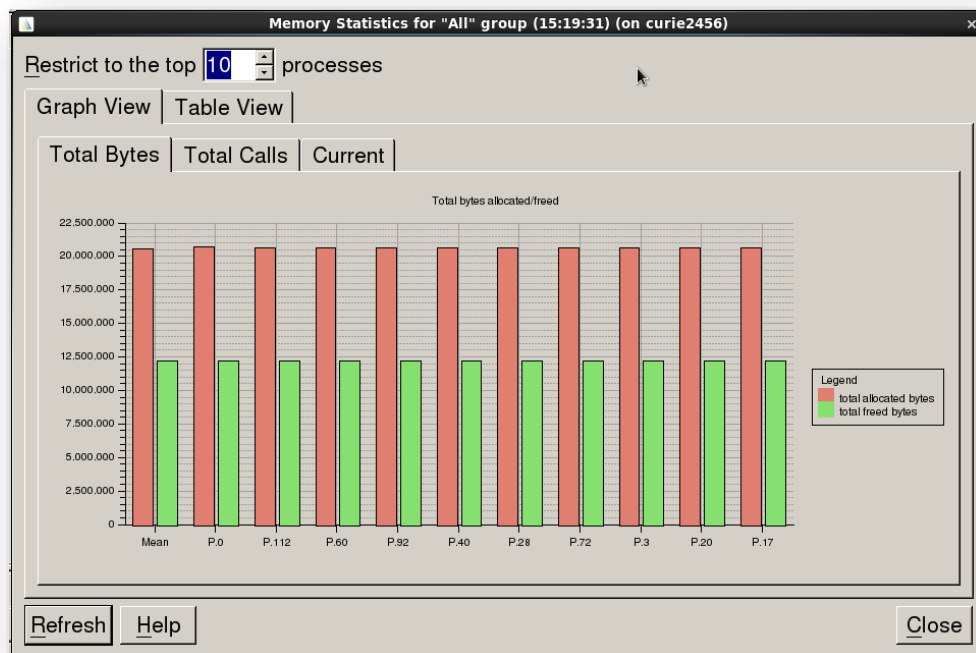 Memory Statistics for "All" group (15:19:31) (on curie2456)
Restrict to the top 10 processes
Graph View Table View
Total Bytes Total Calls Current
Total bytes allocated/freed
22.500.000
20.000.000
17.500.000
15.000.000
12.500.000
10.000.000
7.500.000
5.000.000
2.500.000
0
Mean P.0 P.112 P.60 P.92 P.40 P.28 P.72 P.3 P.20 P.17
Legend
total allocated bytes
total freed bytes
Refresh Help Close